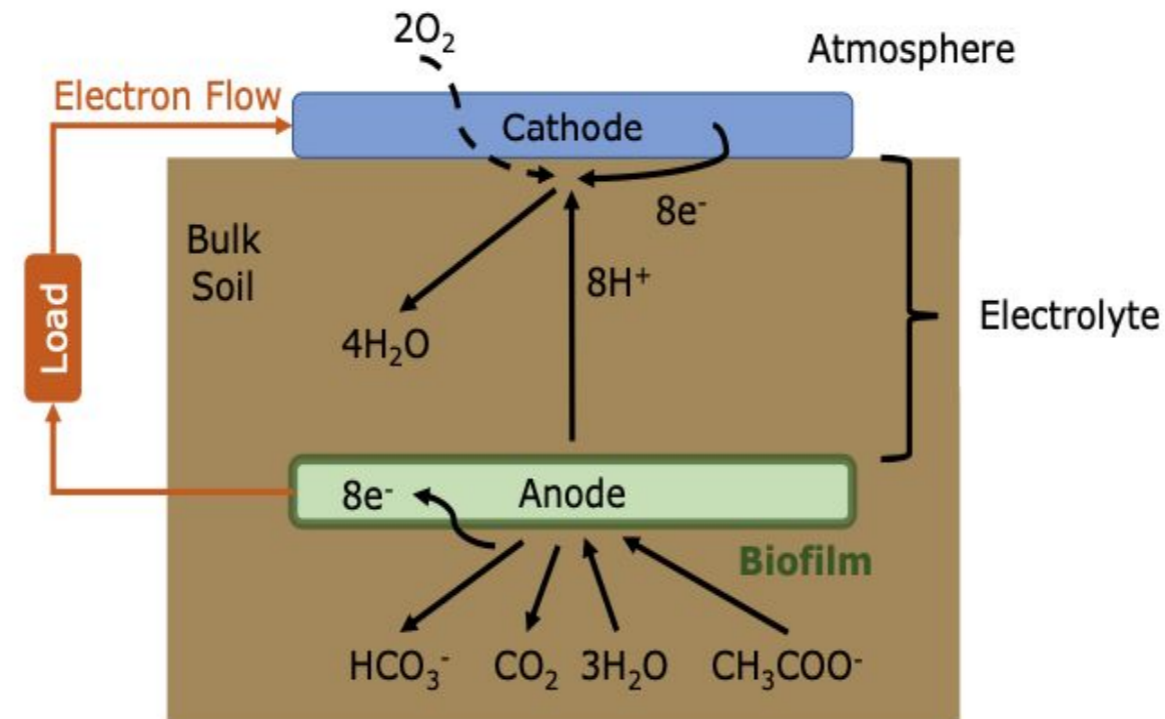 2O₂
Atmosphere
Electron Flow
Cathode
8e⁻
Bulk
Soil
8H⁺
Load
4H₂O
Electrolyte
8e⁻
Anode
Biofilm
HCO₃⁻
CO₂
3H₂O
CH₃COO⁻